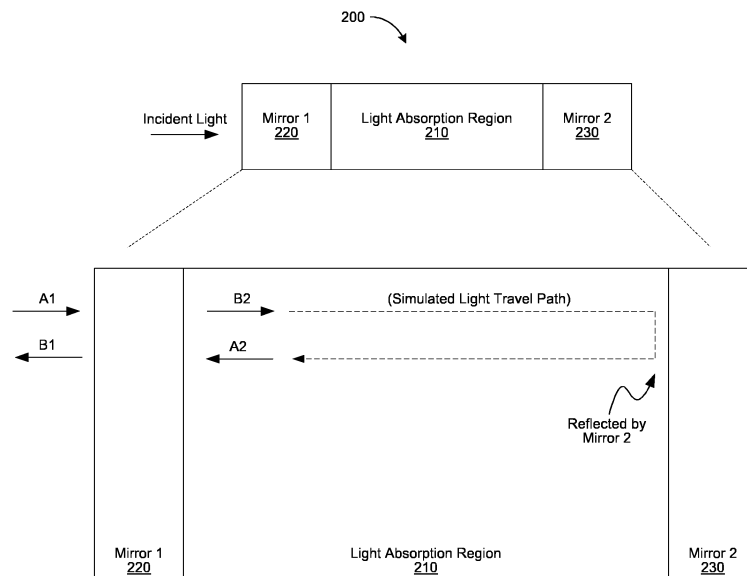 200
Incident Light
Mirror 1
220
Light Absorption Region
210
Mirror 2
230
A1
B1
B2
A2
(Simulated Light Travel Path)
Reflected by
Mirror 2
Mirror 1
220
Light Absorption Region
210
Mirror 2
230